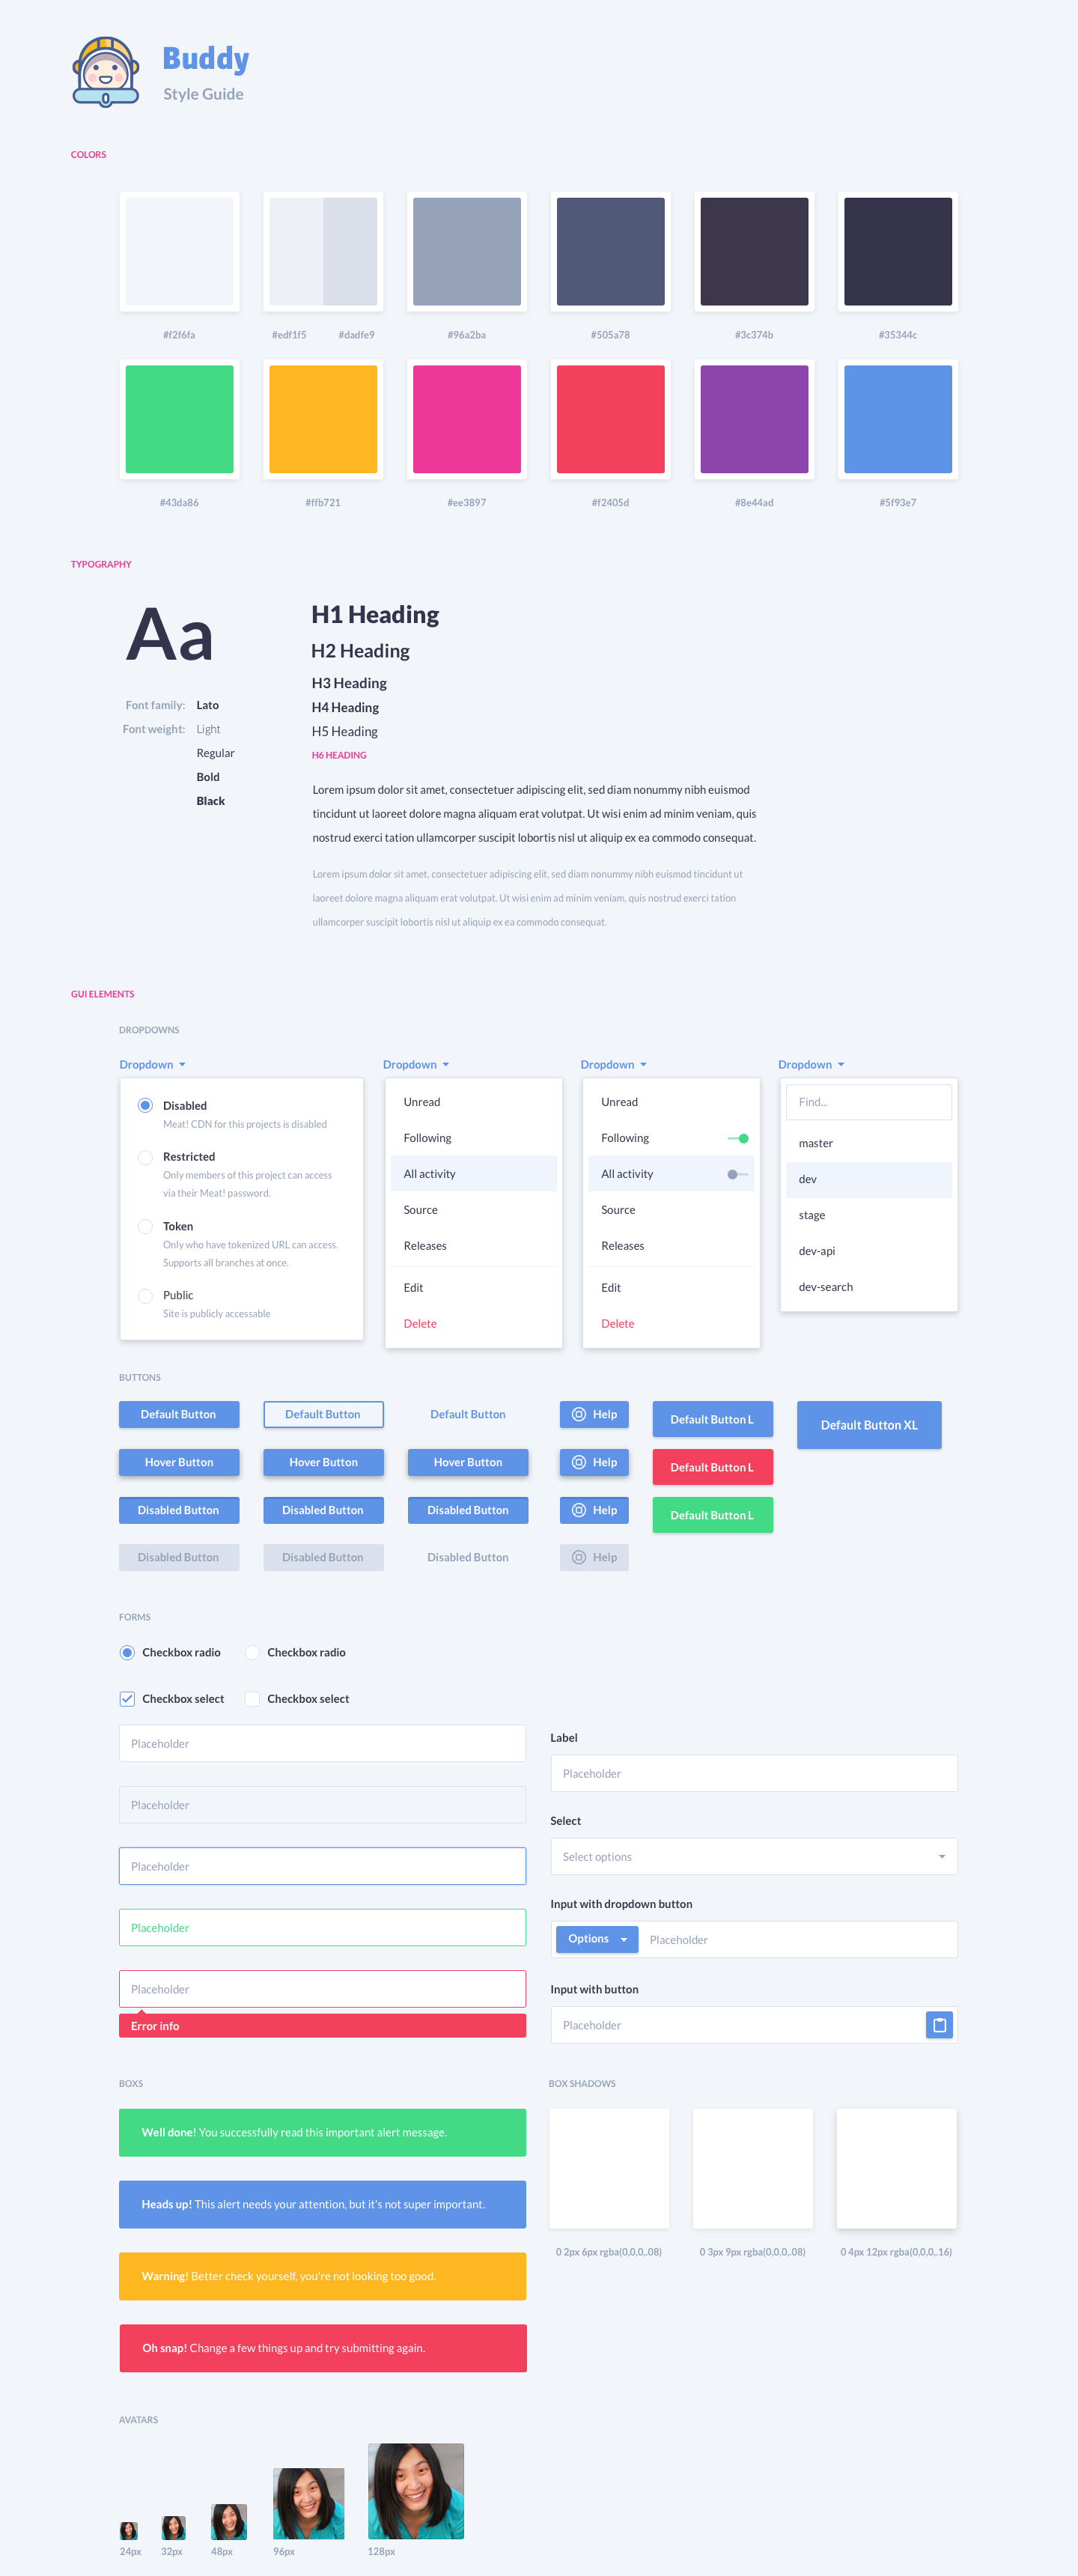 Buddy
Style Guide
COLORS
#f2f6fa
#edf1f5
#dadfe9
#96a2ba
#505a78
#3c374b
#35344c
#43da86
#ffb721
#ee3897
#f2405d
#8e44ad
#5f93e7
TYPOGRAPHY
Aa
Font family: Lato
Font weight: Light
Regular
Bold
Black
H1 Heading
H2 Heading
H3 Heading
H4 Heading
H5 Heading
H6 HEADING
Lorem ipsum dolor sit amet, consectetuer adipiscing elit, sed diam nonummy nibh euismod
tincidunt ut laoreet dolore magna aliquam erat volutpat. Ut wisi enim ad minim veniam, quis
nostrud exerci tation ullamcorper suscipit lobortis nisl ut aliquip ex ea commodo consequat.
Lorem ipsum dolor sit amet, consectetuer adipiscing elit, sed diam nonummy nibh euismod tincidunt ut
laoreet dolore magna aliquam erat volutpat. Ut wisi enim ad minim veniam, quis nostrud exerci tation
ullamcorper suscipit lobortis nisl ut aliquip ex ea commodo consequat.
GUI ELEMENTS
DROPDOWNS
Dropdown
Disabled
Meat! CDN for this projects is disabled
Restricted
Only members of this project can access
via their Meat! password.
Token
Only who have tokenized URL can access.
Supports all branches at once.
Public
Site is publicly accessable
Dropdown
Unread
Following
All activity
Source
Releases
Edit
Delete
Dropdown
Unread
Following
All activity
Source
Releases
Edit
Delete
Dropdown
Find...
master
dev
stage
dev-api
dev-search
BUTTONS
Default Button
Default Button
Default Button
Help
Default Button L
Default Button XL
Hover Button
Hover Button
Hover Button
Help
Default Button L
Disabled Button
Disabled Button
Disabled Button
Help
Default Button L
Disabled Button
Disabled Button
Disabled Button
Help
FORMS
Checkbox radio
Checkbox radio
Checkbox select
Checkbox select
Placeholder
Placeholder
Placeholder
Placeholder
Placeholder
Error info
Label
Placeholder
Select
Select options
Input with dropdown button
Options
Placeholder
Input with button
Placeholder
BOXS
Well done! You successfully read this important alert message.
Heads up! This alert needs your attention, but it's not super important.
Warning! Better check yourself, you're not looking too good.
Oh snap! Change a few things up and try submitting again.
BOX SHADOWS
0 2px 6px rgba(0,0,0,.08)
0 3px 9px rgba(0,0,0,.08)
0 4px 12px rgba(0,0,0,.16)
AVATARS
24px
32px
48px
96px
128px